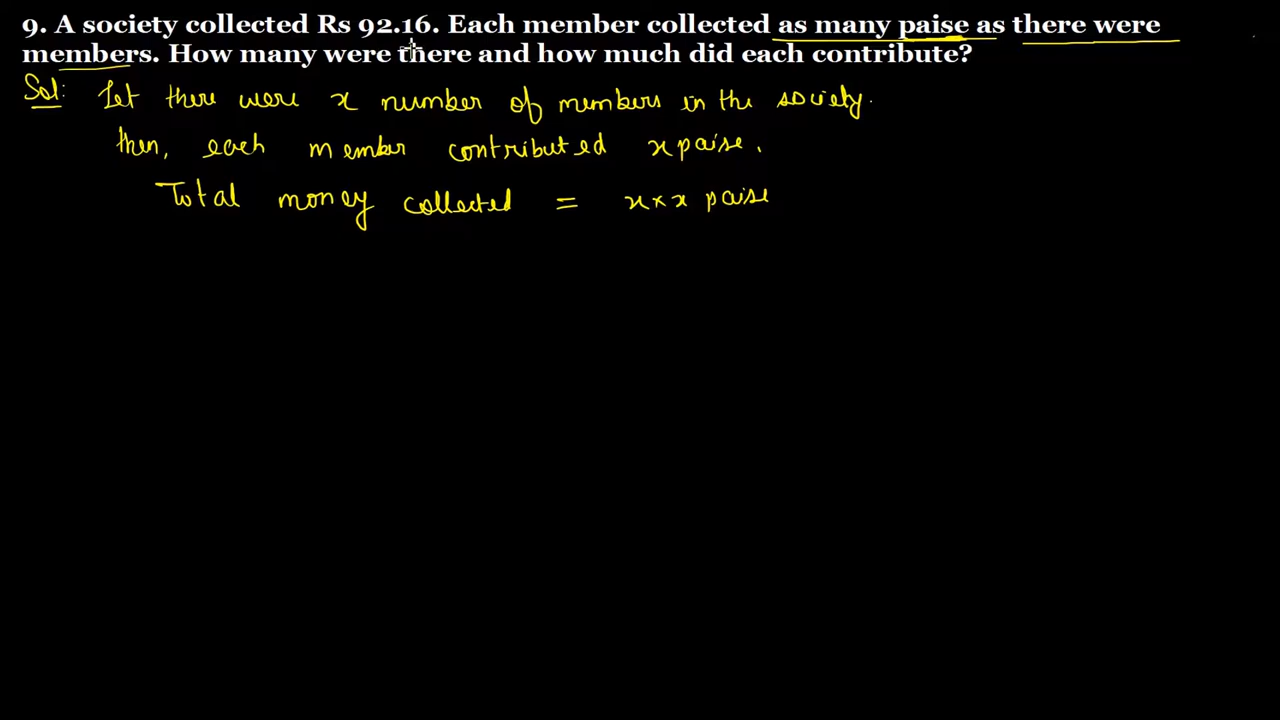 9. A society collected Rs 92.16. Each member collected as many paise as there were
members. How many were there and how much did each contribute?
Sol: Let there were x number of members in the society.
then, each member contributed x paise.
Total money collected = x×x paise